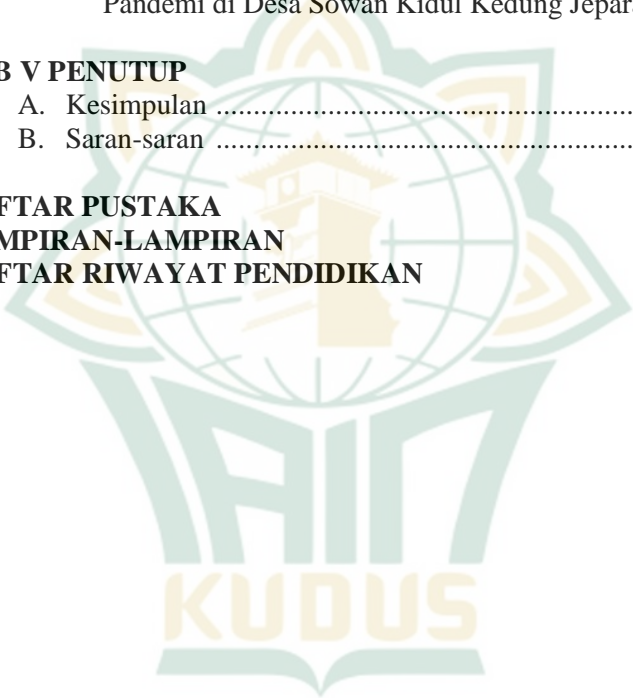 Pandemi di Desa Sowan Kidul Kedung Jepara
B V PENUTUP
A. Kesimpulan ........................................................
B. Saran-saran ........................................................
FTAR PUSTAKA
MPIRAN-LAMPIRAN
FTAR RIWAYAT PENDIDIKAN
IAIN
KUDUS